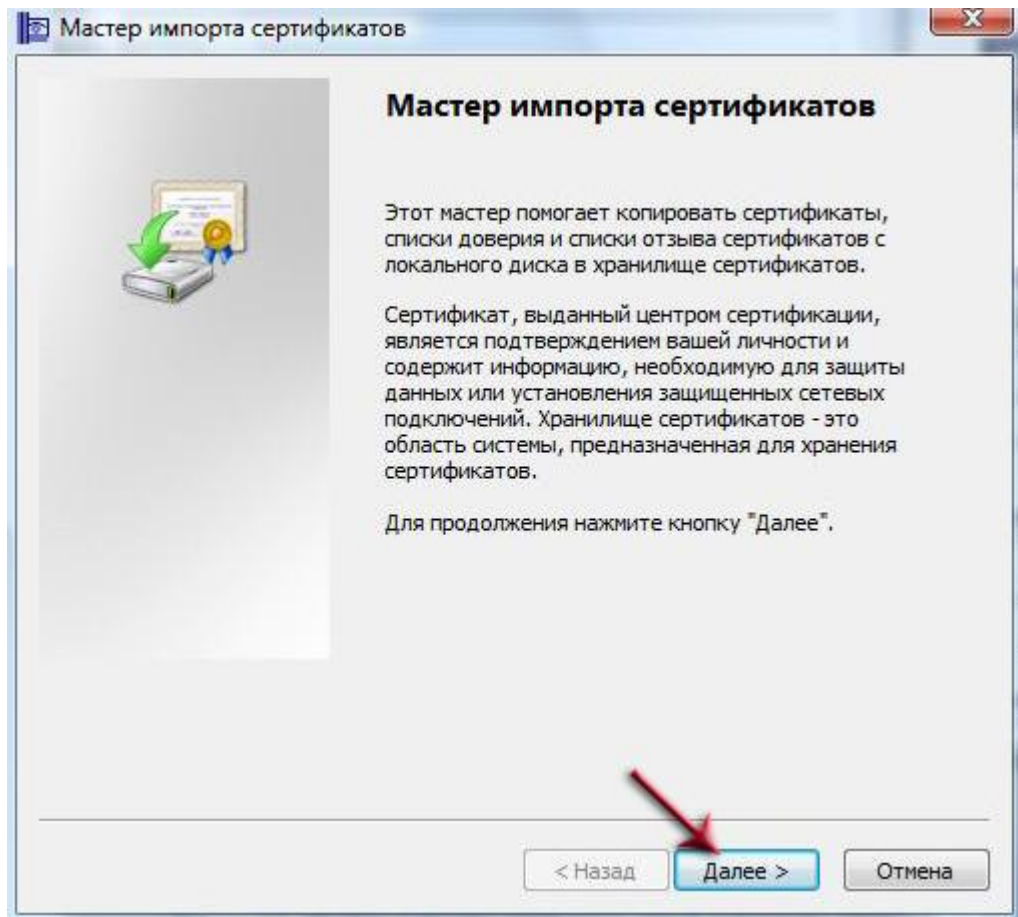 Мастер импорта сертификатов
Мастер импорта сертификатов
Этот мастер помогает копировать сертификаты,
списки доверия и списки отзыва сертификатов с
локального диска в хранилище сертификатов.
Сертификат, выданный центром сертификации,
является подтверждением вашей личности и
содержит информацию, необходимую для защиты
данных или установления защищенных сетевых
подключений. Хранилище сертификатов - это
область системы, предназначенная для хранения
сертификатов.
Для продолжения нажмите кнопку "Далее".
< Назад
Далее >
Отмена